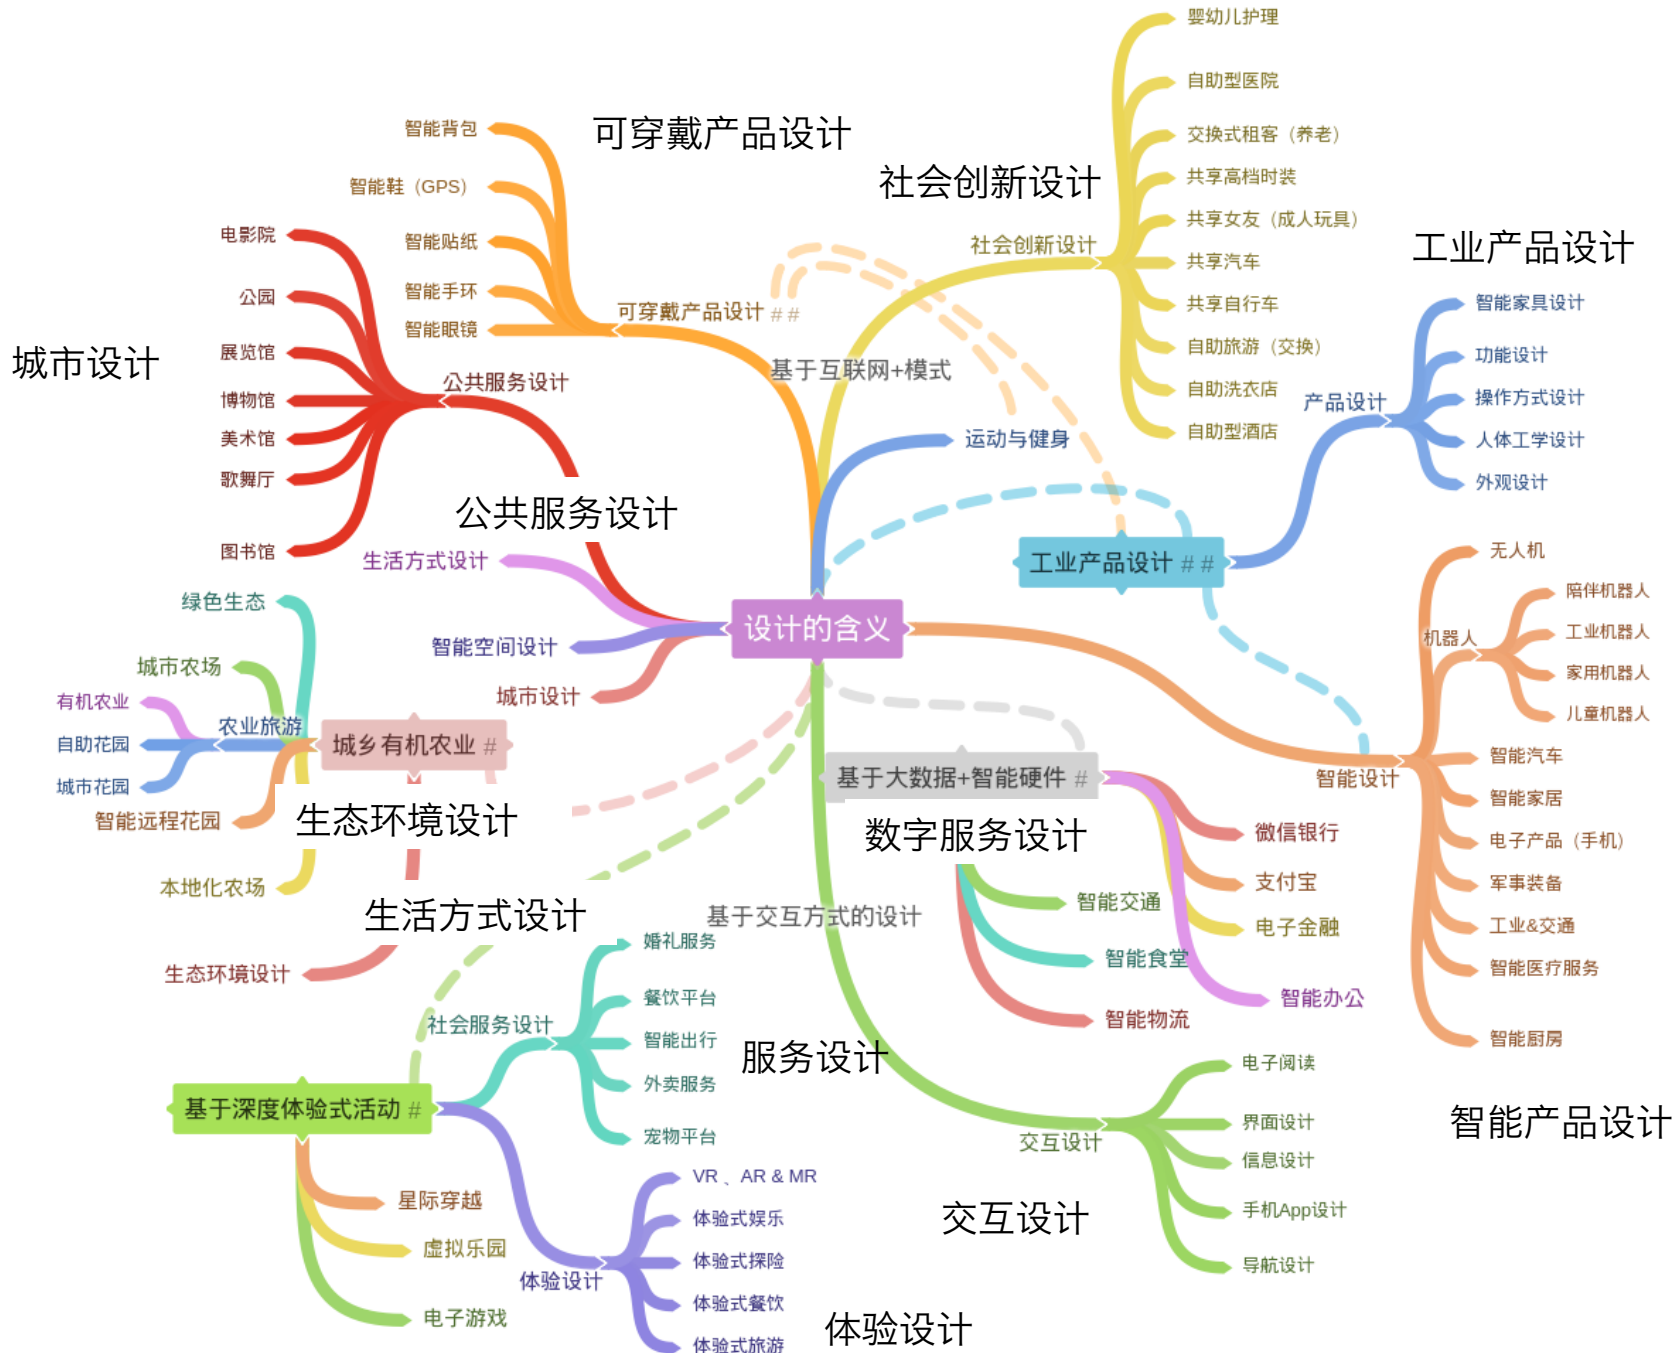 婴幼儿护理
自助型医院
交换式租客（养老）
共享高档时装
共享女友（成人玩具）
共享汽车
共享自行车
自助旅游（交换）
自助洗衣店
自助型酒店
社会创新设计
社会创新设计
基于互联网+模式
可穿戴产品设计
智能背包
智能鞋（GPS）
智能贴纸
智能手环
智能眼镜
可穿戴产品设计 # #
城市设计
电影院
公园
展览馆
博物馆
美术馆
歌舞厅
图书馆
公共服务设计
公共服务设计
运动与健身
工业产品设计
智能家具设计
功能设计
操作方式设计
人体工学设计
外观设计
产品设计
工业产品设计 # #
生活方式设计
智能空间设计
城市设计
设计的含义
绿色生态
城市农场
有机农业
自助花园
城市花园
农业旅游
城乡有机农业 #
智能远程花园
本地化农场
生态环境设计
生态环境设计
生活方式设计
基于大数据+智能硬件 #
数字服务设计
微信银行
支付宝
电子金融
智能办公
智能交通
智能食堂
智能物流
智能设计
无人机
机器人
陪伴机器人
工业机器人
家用机器人
儿童机器人
智能汽车
智能家居
电子产品（手机）
军事装备
工业&交通
智能医疗服务
智能厨房
智能产品设计
基于交互方式的设计
婚礼服务
餐饮平台
智能出行
外卖服务
宠物平台
社会服务设计
服务设计
基于深度体验式活动 #
星际穿越
虚拟乐园
电子游戏
体验设计
VR 、AR & MR
体验式娱乐
体验式探险
体验式餐饮
体验式旅游
体验设计
交互设计
电子阅读
界面设计
信息设计
手机App设计
导航设计
交互设计